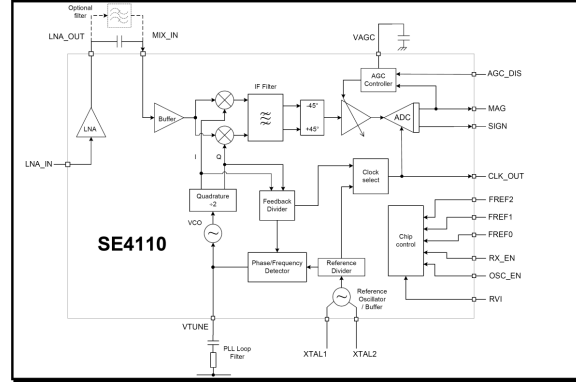 Optional
filter
LNA_OUT
MIX_IN
VAGC
AGC
Controller
AGC_DIS
IF Filter
-45°
+45°
MAG
ADC
SIGN
LNA
Buffer
LNA_IN
I
Q
Clock
select
CLK_OUT
Quadrature
÷2
Feedback
Divider
VCO
FREF2
FREF1
FREF0
Chip
control
SE4110
Phase/Frequency
Detector
Reference
Divider
RX_EN
OSC_EN
Reference
Oscillator
/ Buffer
RVI
VTUNE
PLL Loop
Filter
XTAL1
XTAL2